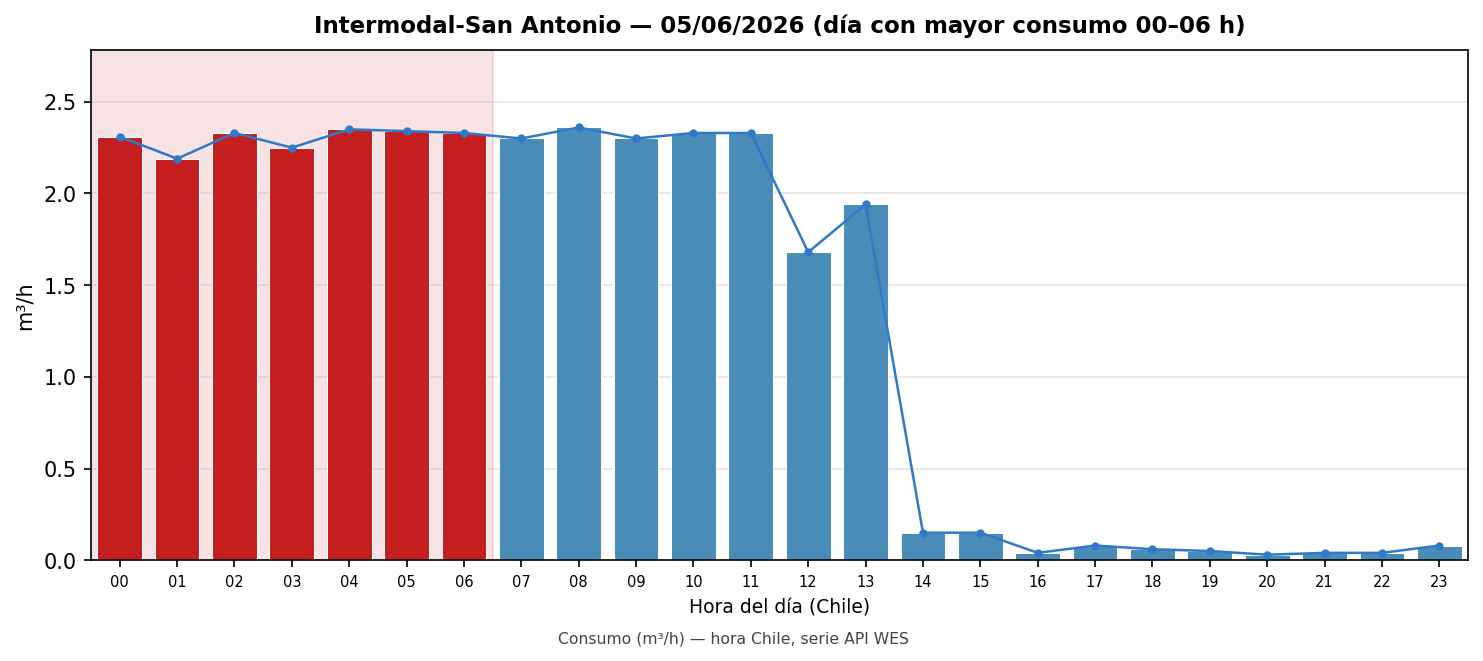 Intermodal-San Antonio — 05/06/2026 (día con mayor consumo 00–06 h)
m³/h
2.5
2.0
1.5
1.0
0.5
0.0
00 01 02 03 04 05 06 07 08 09 10 11 12 13 14 15 16 17 18 19 20 21 22 23
Hora del día (Chile)
Consumo (m³/h) — hora Chile, serie API WES